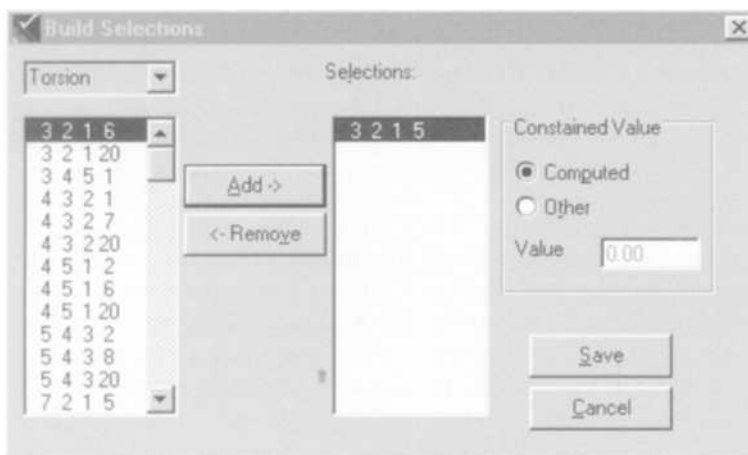 Build Selections
Torsion
Selections:
3 2 1 6
3 2 1 20
3 4 5 1
4 3 2 1
4 3 2 7
4 3 2 20
4 5 1 2
4 5 1 6
4 5 1 20
5 4 3 2
5 4 3 8
5 4 3 20
7 2 1 5
Add ->
<- Remove
3 2 1 5
Constained Value
Computed
Other
Value 0.00
Save
Cancel